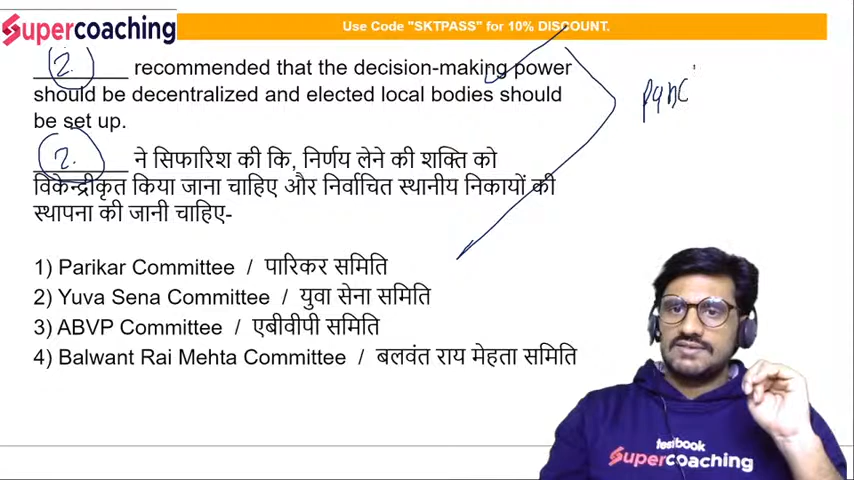 Supercoaching
Use Code "SKTPASS" for 10% DISCOUNT.
2. recommended that the decision-making power
should be decentralized and elected local bodies should
be set up.
2. ने सिफारिश की कि, निर्णय लेने की शक्ति को
विकेन्द्रीकृत किया जाना चाहिए और निर्वाचित स्थानीय निकायों की
स्थापना की जानी चाहिए-
1) Parikar Committee / पारिकर समिति
2) Yuva Sena Committee / युवा सेना समिति
3) ABVP Committee / एबीवीपी समिति
4) Balwant Rai Mehta Committee / बलवंत राय मेहता समिति
testbook
Supercoaching